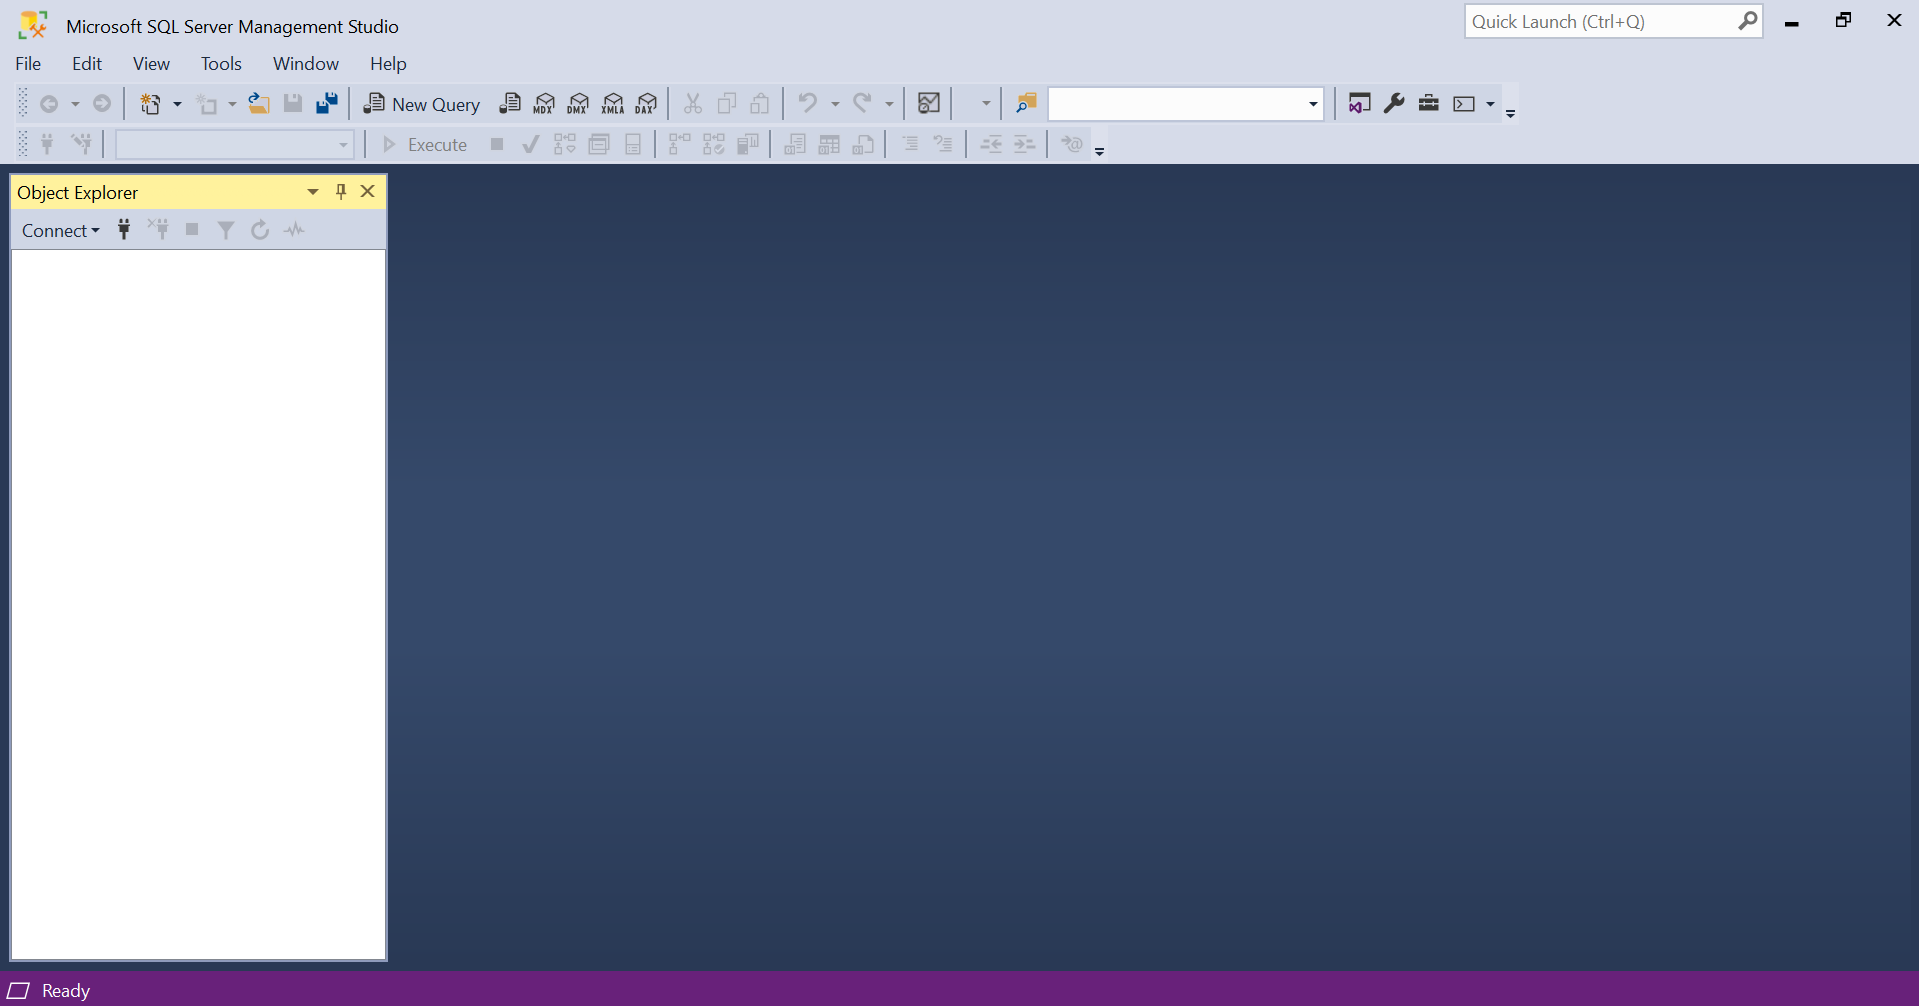 Microsoft SQL Server Management Studio
Quick Launch (Ctrl+Q)
File Edit View Tools Window Help
New Query MDX DMX XMLA DAX
Execute
Object Explorer
Connect
Ready